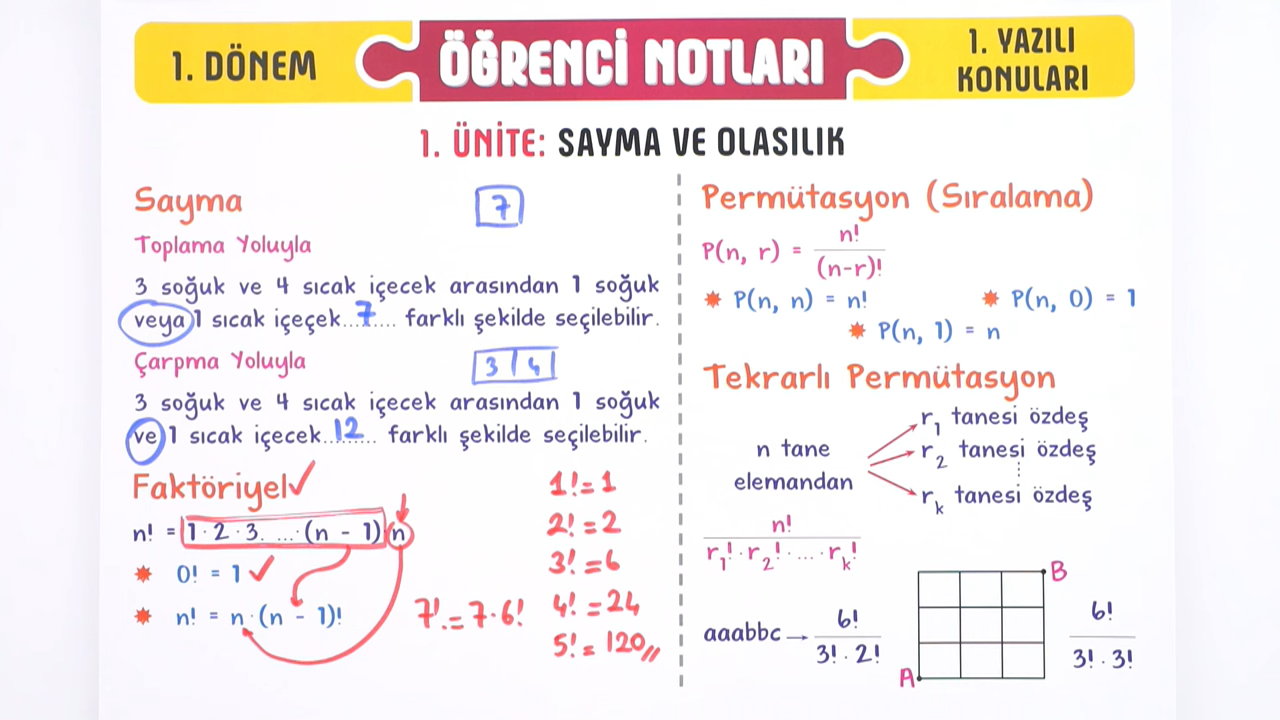 1. DÖNEM
ÖĞRENCİ NOTLARI
1. YAZILI
KONULARI
1. ÜNİTE: SAYMA VE OLASILIK
Sayma
7
Toplama Yoluyla
3 soğuk ve 4 sıcak içecek arasından 1 soğuk
veya 1 sıcak içeçek...7.... farklı şekilde seçilebilir.
Çarpma Yoluyla
3 4
3 soğuk ve 4 sıcak içecek arasından 1 soğuk
ve 1 sıcak içecek..12..... farklı şekilde seçilebilir.
Faktöriyel ✓
n! = 1 · 2 · 3. ... · (n - 1) n
0! = 1 ✓
n! = n · (n - 1)!
7! = 7 · 6!
1! = 1
2! = 2
3! = 6
4! = 24
5! = 120
Permütasyon (Sıralama)
P(n, r) = n! / (n-r)!
P(n, n) = n!
P(n, 0) = 1
P(n, 1) = n
Tekrarlı Permütasyon
n tane
elemandan
r₁ tanesi özdeş
r₂ tanesi özdeş
rₖ tanesi özdeş
n! / r₁! · r₂! · ... · rₖ!
aaabbc → 6! / 3! . 2!
A
B
6! / 3! . 3!